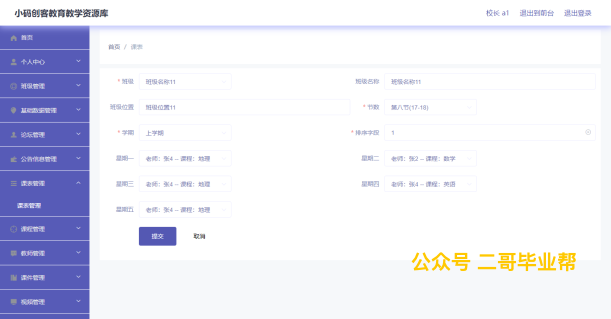 小码创客教育教学资源库
校长 a1 退出到前台 退出登录
首页
个人中心
班级管理
基础数据管理
论坛管理
公告信息管理
课表管理
课表管理
课程管理
教师管理
课件管理
视频管理
首页 / 课表
* 班级 班级名称11 班级名称 班级名称11
班级位置 班级位置11 * 节数 第八节(17-18)
* 学期 上学期 * 排序字段 1
星期一 老师：张4 -- 课程：地理 星期二 老师：张2 -- 课程：数学
星期三 老师：张4 -- 课程：地理 星期四 老师：张4 -- 课程：英语
星期五 老师：张4 -- 课程：地理
提交 取消
公众号 二哥毕业帮